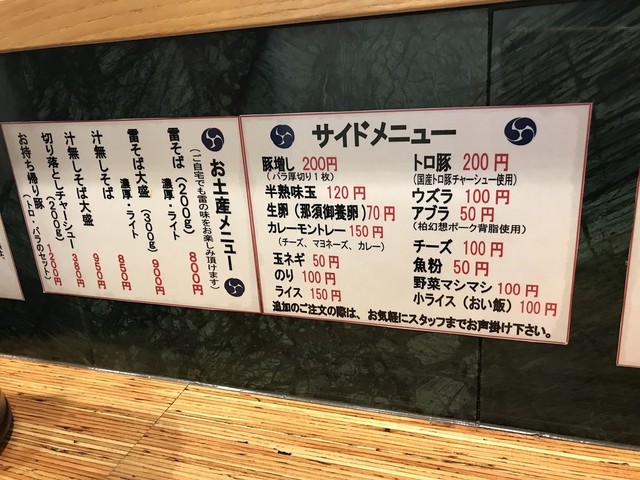 お土産メニュー
(ご自宅でも雷の味をお楽しみ頂けます)
雷そば (200g) 800円
濃厚・ライト
雷そば大盛 (300g) 900円
濃厚・ライト
汁無しそば 850円
汁無しそば大盛 950円
切り落としチャーシュー (200g) 380円
お持ち帰り豚 (トロ・バラのセット) 1200円
サイドメニュー
豚増し 200円
(バラ厚切り1枚)
半熟味玉 120円
生卵 (那須御養卵) 70円
カレーモントレー 150円
(チーズ、マヨネーズ、カレー)
玉ネギ 50円
のり 100円
ライス 150円
トロ豚 200円
(国産トロ豚チャーシュー使用)
ウズラ 100円
アブラ 50円
(柏幻想ポーク背脂使用)
チーズ 100円
魚粉 50円
野菜マシマシ 100円
小ライス (おい飯) 100円
追加のご注文の際は、お気軽にスタッフまでお声掛け下さい。